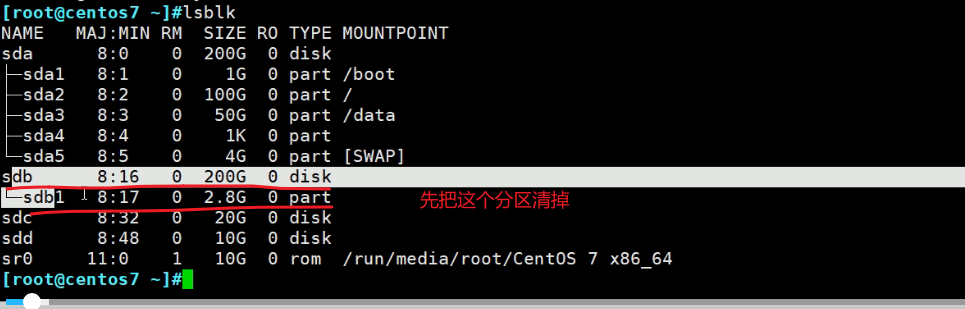 [root@centos7 ~]#lsblk
NAME   MAJ:MIN RM  SIZE RO TYPE MOUNTPOINT
sda      8:0    0  200G  0 disk
├─sda1   8:1    0    1G  0 part /boot
├─sda2   8:2    0  100G  0 part /
├─sda3   8:3    0   50G  0 part /data
├─sda4   8:4    0    1K  0 part
└─sda5   8:5    0    4G  0 part [SWAP]
sdb      8:16   0  200G  0 disk
└─sdb1   8:17   0  2.8G  0 part 先把这个分区清掉
sdc      8:32   0   20G  0 disk
sdd      8:48   0   10G  0 disk
sr0     11:0    1   10G  0 rom  /run/media/root/CentOS 7 x86_64
[root@centos7 ~]#